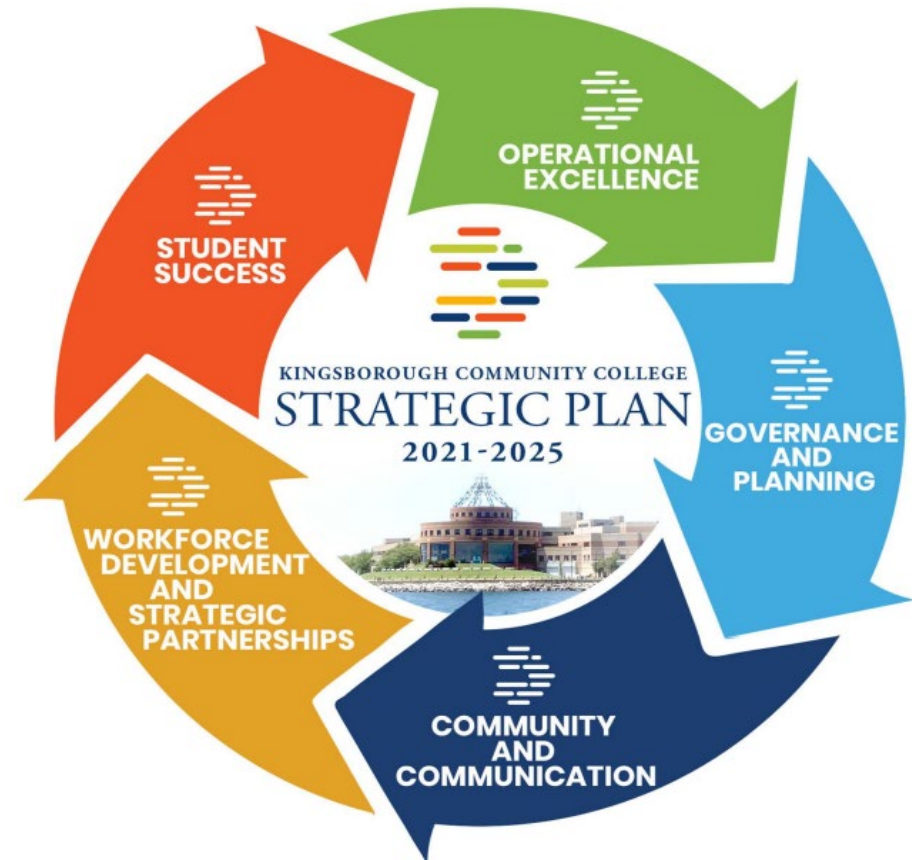 OPERATIONAL
EXCELLENCE
STUDENT
SUCCESS
KINGSBOROUGH COMMUNITY COLLEGE
STRATEGIC PLAN
2021-2025
GOVERNANCE
AND
PLANNING
WORKFORCE
DEVELOPMENT
AND
STRATEGIC
PARTNERSHIPS
COMMUNITY
AND
COMMUNICATION